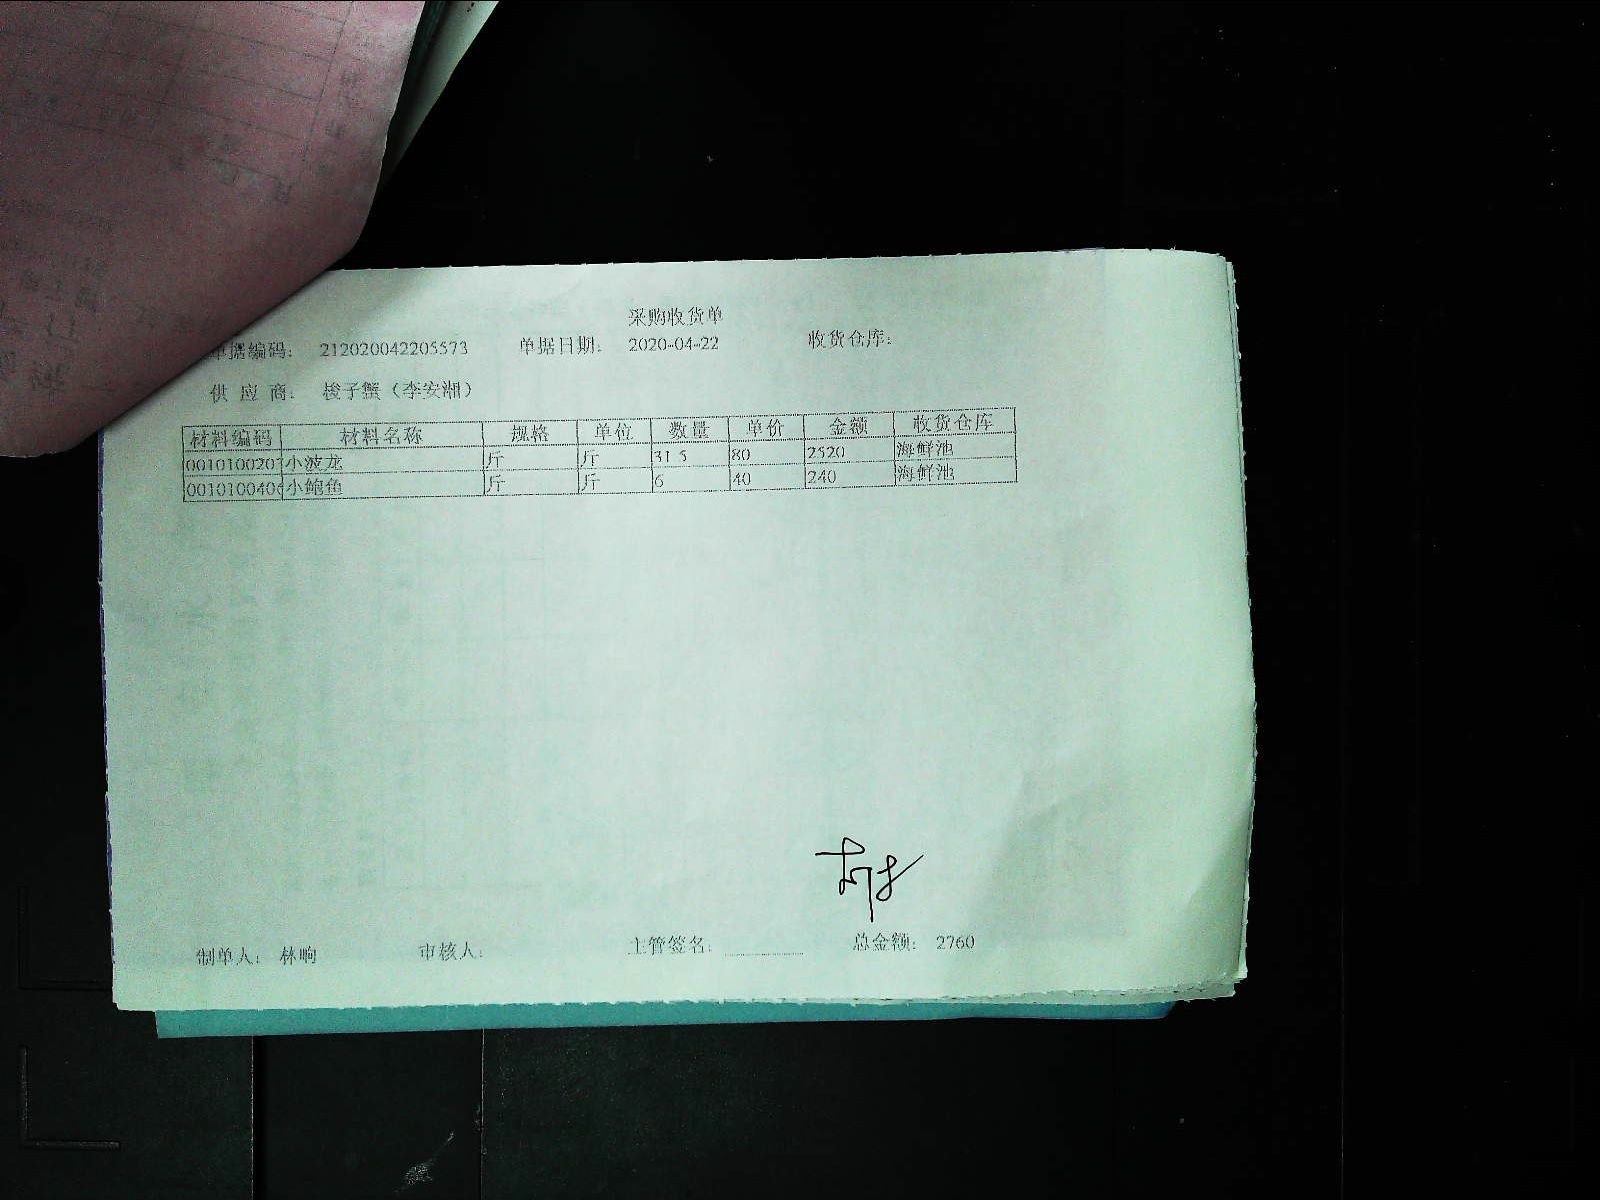 采购收货单
单据编码： 212020042205573 单据日期： 2020-04-22 收货仓库：
供 应 商： 梭子蟹（李安湘）
材料编码 材料名称 规格 单位 数量 单价 金额 收货仓库
001010020 小波龙 斤 斤 31.5 80 2520 海鲜池
001010040 小鲍鱼 斤 斤 6 40 240 海鲜池
制单人： 林响 审核人： 主管签名： 总金额： 2760